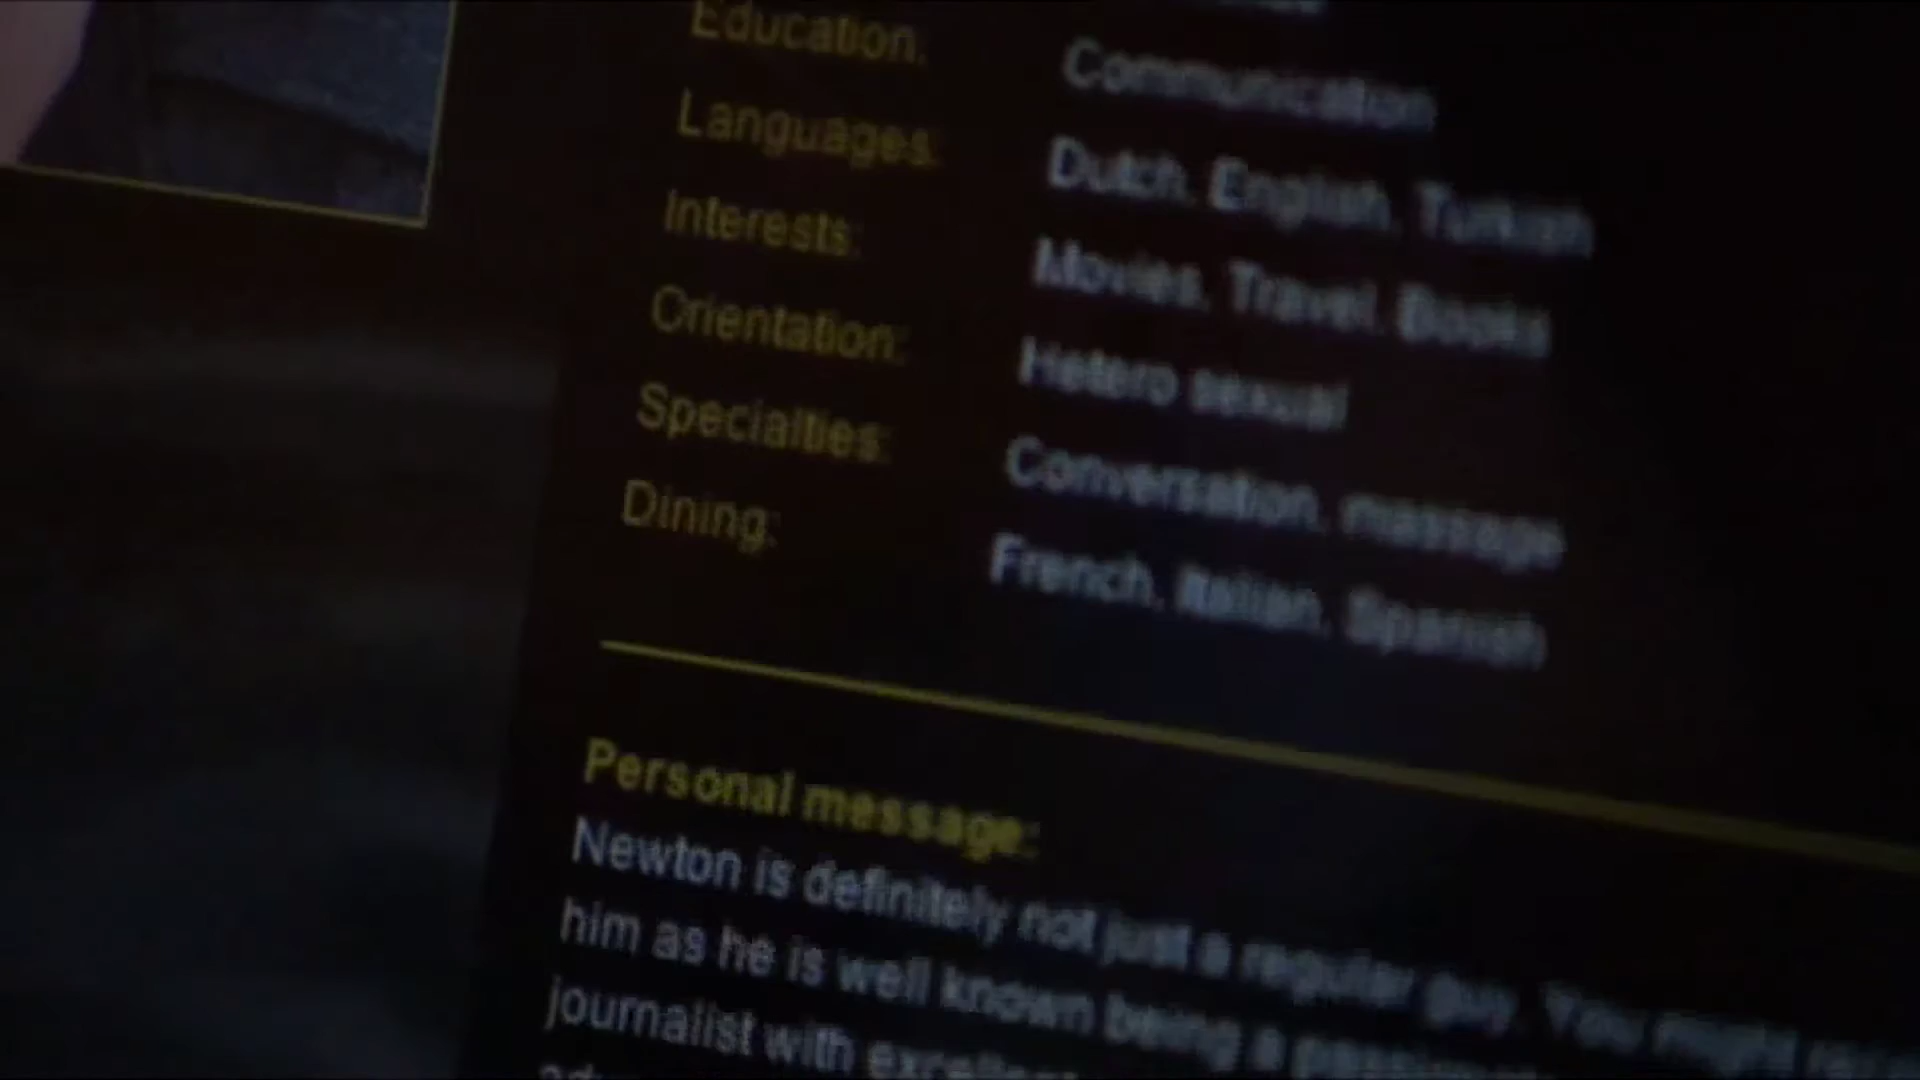 Education: Communication
Languages: Dutch, English, Turkish
Interests: Movies, Travel, Books
Orientation: Hetero sexual
Specialties: Conversation, massage
Dining: French, Italian, Spanish
Personal message:
Newton is definitely not just a regular guy. You might
him as he is well known being a
journalist with